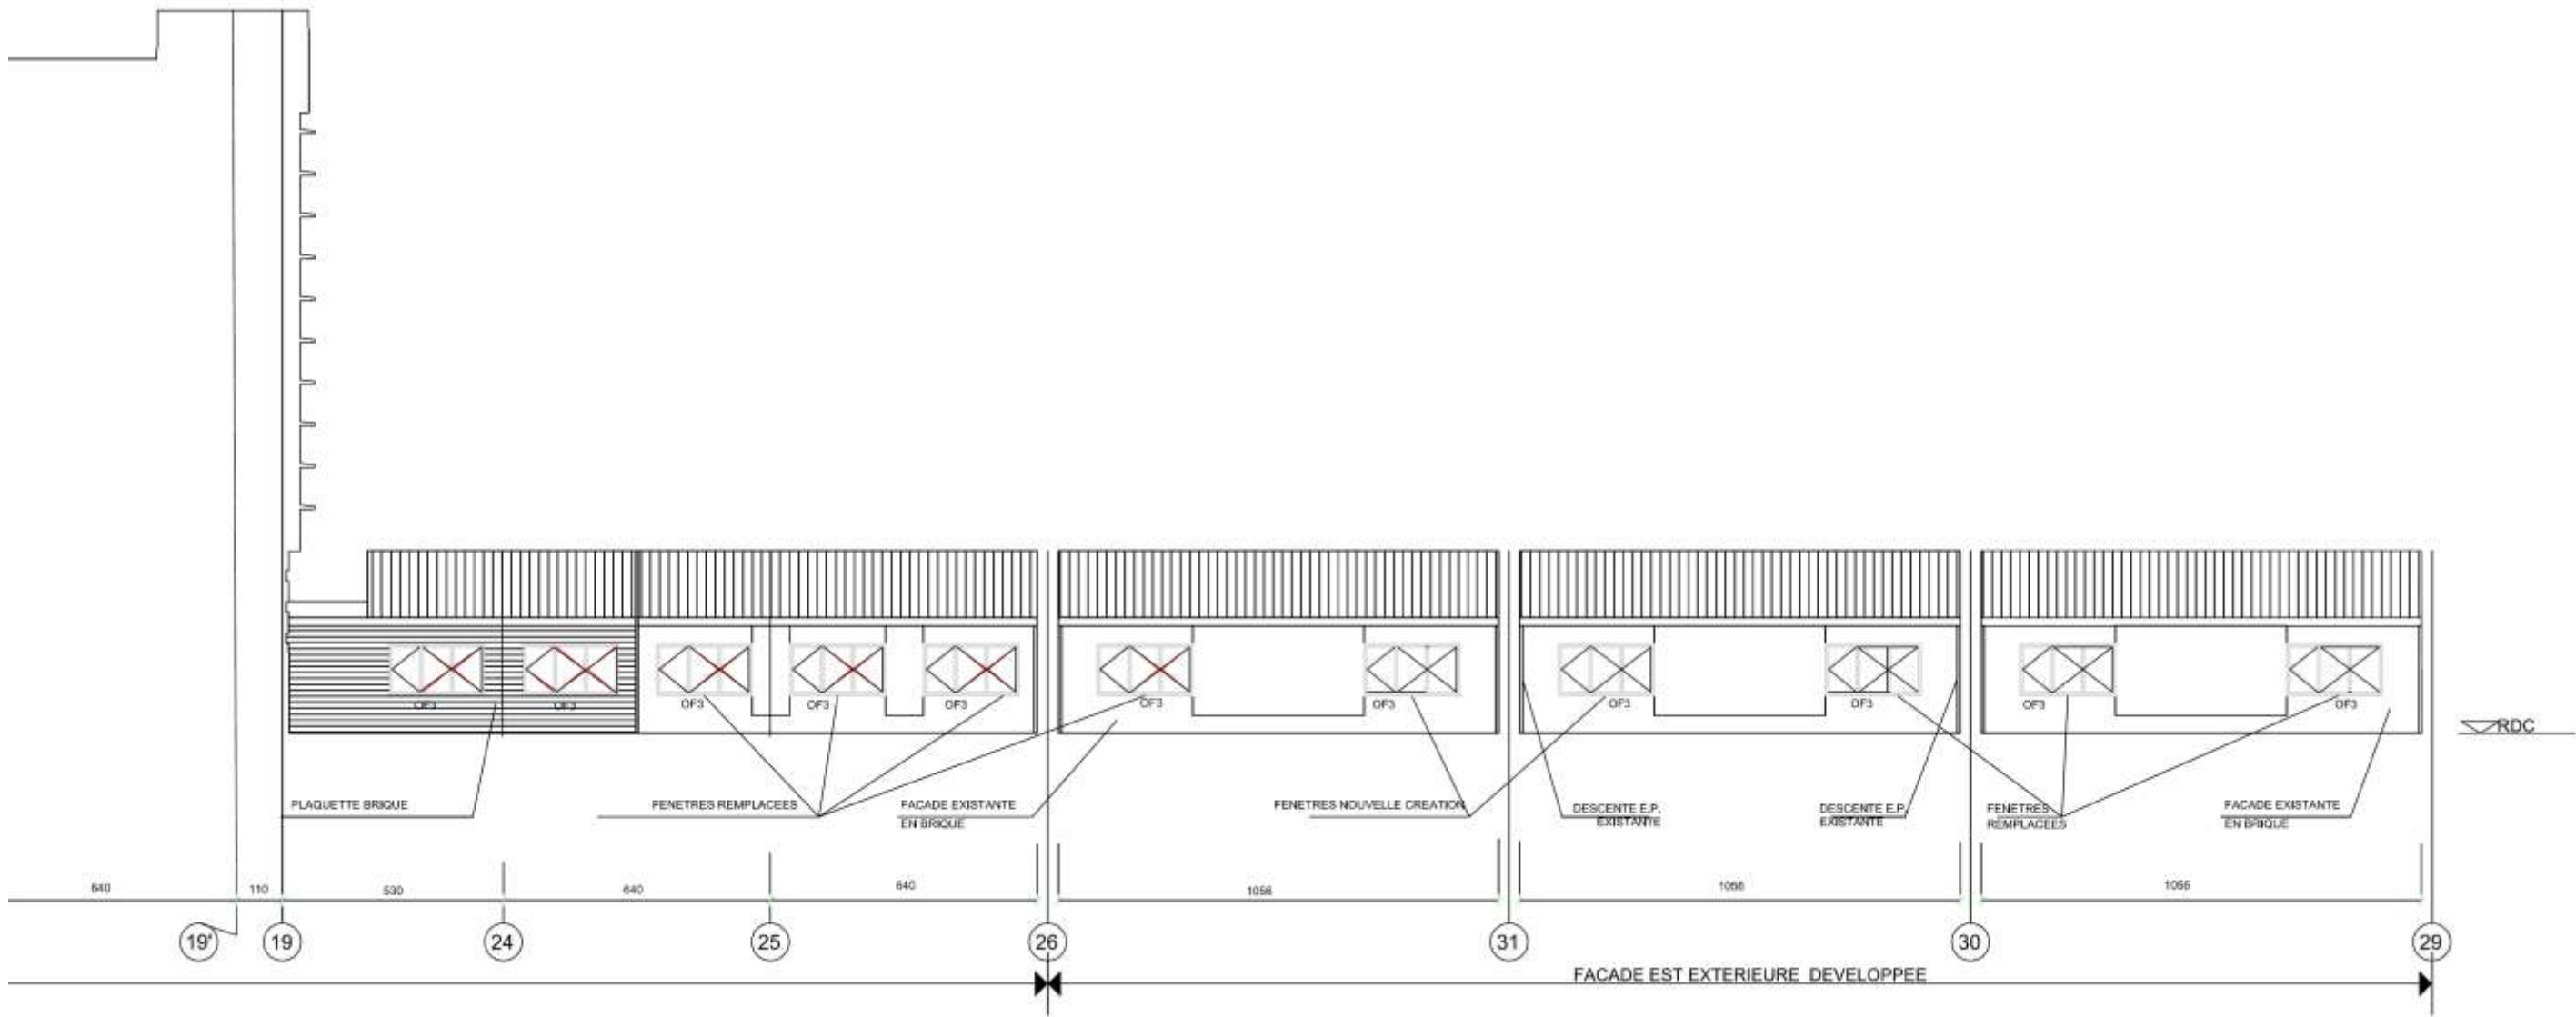 OF3 OF3 OF3 OF3 OF3 OF3 OF3 OF3 OF3 OF3 OF3
RDC
PLAQUETTE BRIQUE
FENETRES REMPLACEES
FACADE EXISTANTE
EN BRIQUE
FENETRES NOUVELLE CREATION
DESCENTE E.P.
EXISTANTE
DESCENTE E.P.
EXISTANTE
FENETRES
REMPLACEES
FACADE EXISTANTE
EN BRIQUE
640 110 530 640 640 1056 1056 1056
19' 19 24 25 26 31 30 29
FACADE EST EXTERIEURE DEVELOPPEE